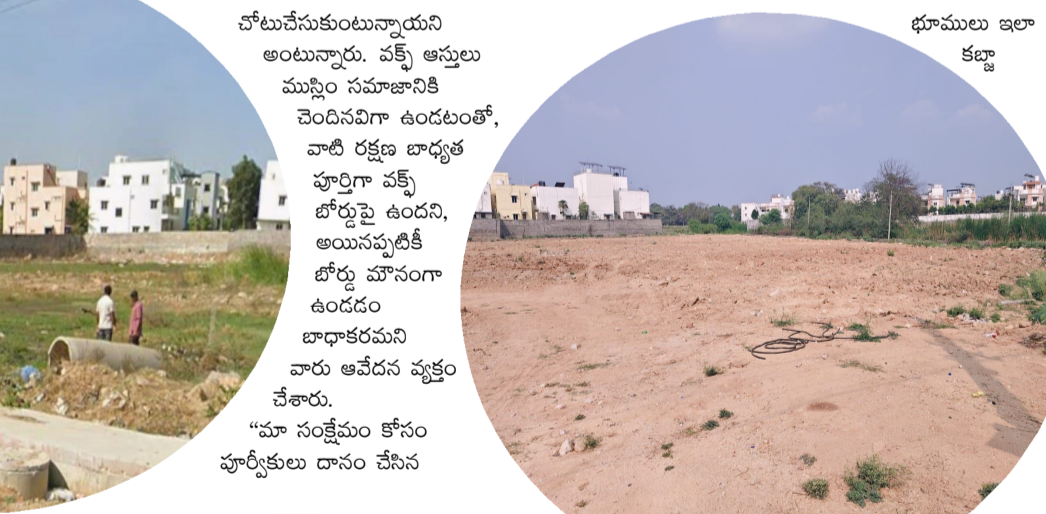 చోటుచేసుకుంటున్నాయని
అంటున్నారు. వక్ఫ్ ఆస్తులు
ముస్లిం సమాజానికి
చెందినవిగా ఉండటంతో,
వాటి రక్షణ బాధ్యత
పూర్తిగా వక్ఫ్
బోర్డుపై ఉందని,
అయినప్పటికీ
బోర్డు మౌనంగా
ఉండడం
బాధాకరమని
వారు ఆవేదన వ్యక్తం
చేశారు.
“మా సంక్షేమం కోసం
పూర్వీకులు దానం చేసిన
భూములు ఇలా
కబ్జా